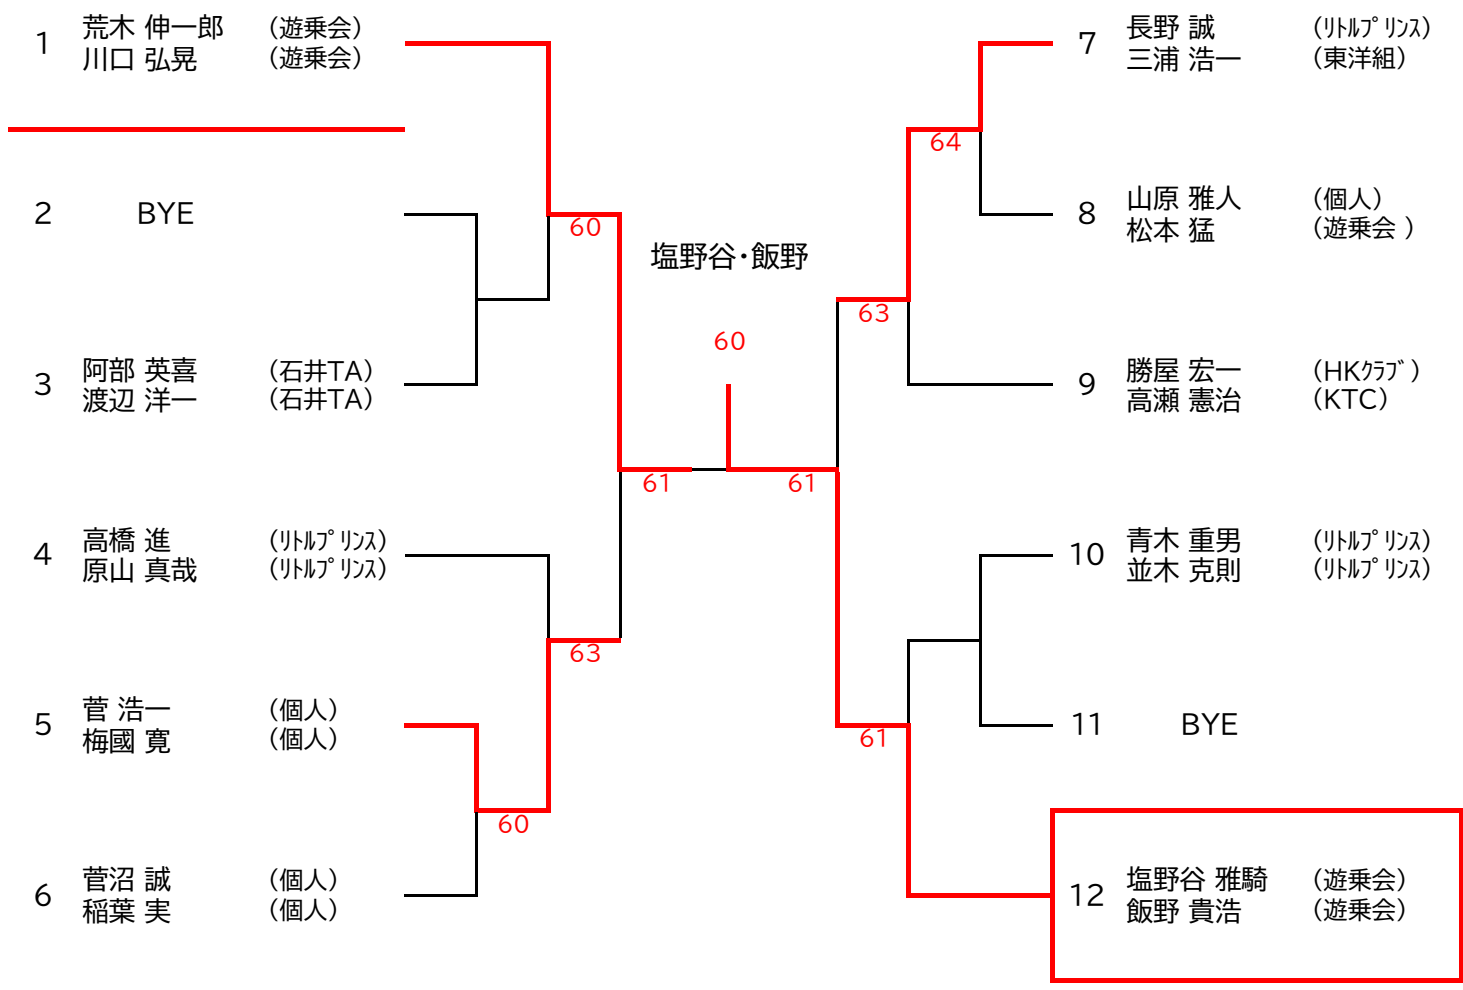 1 荒木 伸一郎 (遊乗会)
川口 弘晃 (遊乗会)
2 BYE
3 阿部 英喜 (石井TA)
渡辺 洋一 (石井TA)
4 高橋 進 (ﾘﾄﾙﾌﾟﾘﾝｽ)
原山 真哉 (ﾘﾄﾙﾌﾟﾘﾝｽ)
5 菅 浩一 (個人)
梅國 寛 (個人)
6 菅沼 誠 (個人)
稲葉 実 (個人)
60
63
60
61
塩野谷・飯野
60
61
64
63
61
7 長野 誠 (ﾘﾄﾙﾌﾟﾘﾝｽ)
三浦 浩一 (東洋組)
8 山原 雅人 (個人)
松本 猛 (遊乗会 )
9 勝屋 宏一 (HKｸﾗﾌﾞ)
高瀬 憲治 (KTC)
10 青木 重男 (ﾘﾄﾙﾌﾟﾘﾝｽ)
並木 克則 (ﾘﾄﾙﾌﾟﾘﾝｽ)
11 BYE
12 塩野谷 雅騎 (遊乗会)
飯野 貴浩 (遊乗会)